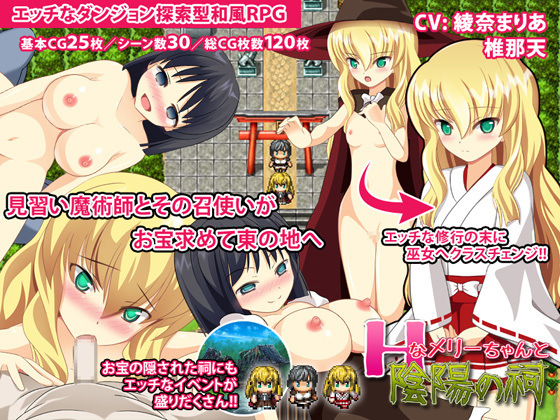 エッチなダンジョン探索型和風RPG
基本CG25枚／シーン数30／総CG枚数120枚
CV: 綾奈まりあ
椎那天
見習い魔術師とその召使いが
お宝求めて東の地へ
エッチな修行の末に
巫女へクラスチェンジ!!
お宝の隠された祠にも
エッチなイベントが
盛りだくさん!!
Hなメリーちゃんと
陰陽の祠